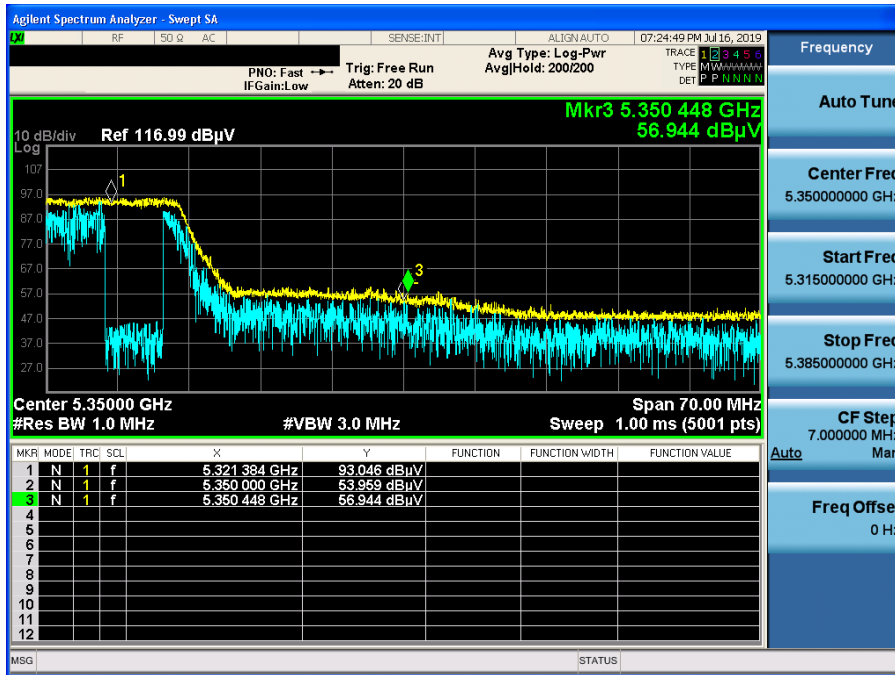 Agilent Spectrum Analyzer - Swept SA
LXI RF 50 Ω AC SENSE:INT ALIGN AUTO 07:24:49 PM Jul 16, 2019
PNO: Fast Trig: Free Run Avg Type: Log-Pwr TRACE 1 2 3 4 5 6
IFGain:Low Atten: 20 dB Avg|Hold: 200/200 TYPE MWWWWW
DET P P N N N N
Mkr3 5.350 448 GHz
56.944 dBµV
10 dB/div Ref 116.99 dBµV
Log
107
97.0
87.0
77.0
67.0
57.0
47.0
37.0
27.0
1
3
Center 5.35000 GHz Span 70.00 MHz
#Res BW 1.0 MHz #VBW 3.0 MHz Sweep 1.00 ms (5001 pts)
MKR MODE TRC SCL X Y FUNCTION FUNCTION WIDTH FUNCTION VALUE
1 N 1 f 5.321 384 GHz 93.046 dBµV
2 N 1 f 5.350 000 GHz 53.959 dBµV
3 N 1 f 5.350 448 GHz 56.944 dBµV
4
5
6
7
8
9
10
11
12
MSG STATUS
Frequency
Auto Tune
Center Freq
5.350000000 GHz
Start Freq
5.315000000 GHz
Stop Freq
5.385000000 GHz
CF Step
7.000000 MHz
Auto Man
Freq Offse
0 Hz